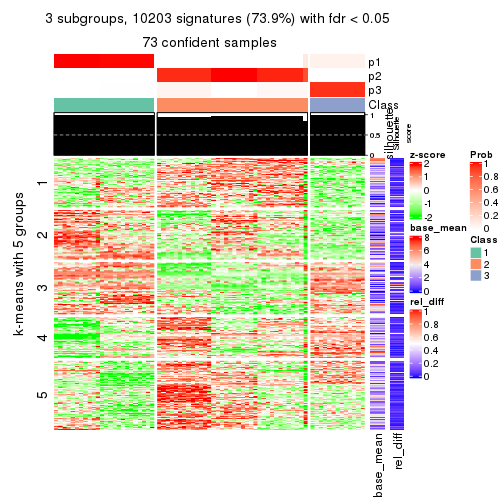 3 subgroups, 10203 signatures (73.9%) with fdr < 0.05
73 confident samples
p1
p2
p3
Class
1
0.5
0
silhouette
Silhouette
score
k-means with 5 groups
1
2
3
4
5
base_mean
rel_diff
z-score
2
1
0
-1
-2
base_mean
8
6
4
2
0
rel_diff
1
0.8
0.6
0.4
0.2
0
Prob
1
0.8
0.6
0.4
0.2
0
Class
1
2
3